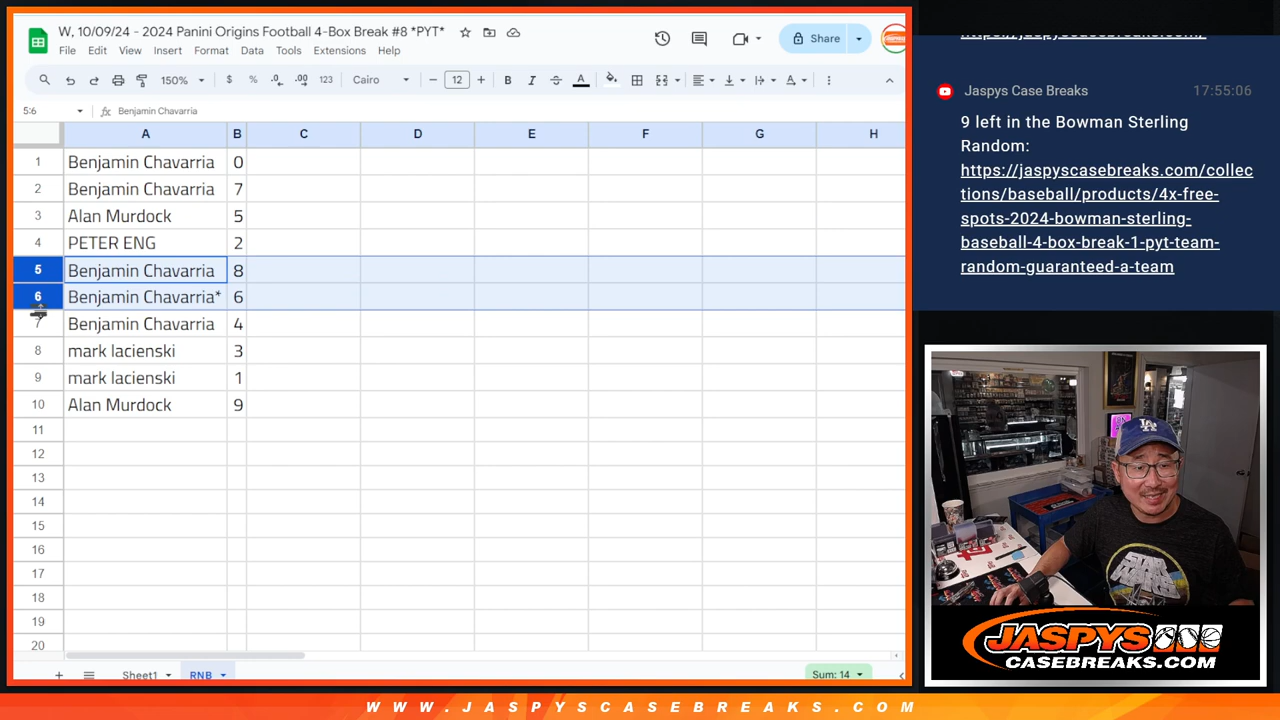 W, 10/09/24 - 2024 Panini Origins Football 4-Box Break #8 *PYT*
File Edit View Insert Format Data Tools Extensions Help
Share
150% $ % .0 .00 123 Cairo 12 B I A
5:6 fx Benjamin Chavarria
A B C D E F G H
1 Benjamin Chavarria 0
2 Benjamin Chavarria 7
3 Alan Murdock 5
4 PETER ENG 2
5 Benjamin Chavarria 8
6 Benjamin Chavarria* 6
7 Benjamin Chavarria 4
8 mark lacienski 3
9 mark lacienski 1
10 Alan Murdock 9
11
12
13
14
15
16
17
18
19
20
Sheet1 RNB Sum: 14
https://jaspyscasebreaks.com/
Jaspys Case Breaks 17:55:06
9 left in the Bowman Sterling
Random:
https://jaspyscasebreaks.com/collec
tions/baseball/products/4x-free-
spots-2024-bowman-sterling-
baseball-4-box-break-1-pyt-team-
random-guaranteed-a-team
LA
STAR
WARS
JASPYS
CASEBREAKS.COM
WWW.JASPYSCASEBREAKS.COM